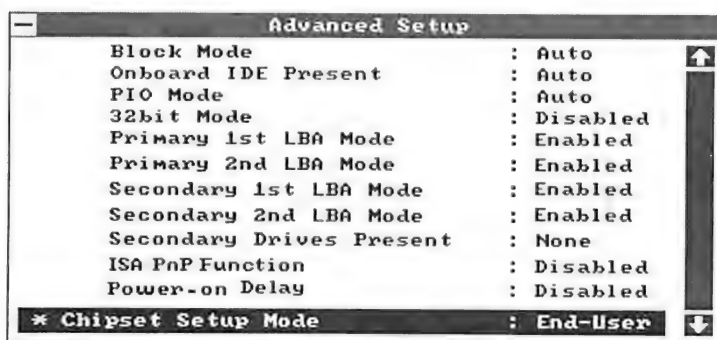 Advanced Setup
Block Mode : Auto
Onboard IDE Present : Auto
PIO Mode : Auto
32bit Mode : Disabled
Primary 1st LBA Mode : Enabled
Primary 2nd LBA Mode : Enabled
Secondary 1st LBA Mode : Enabled
Secondary 2nd LBA Mode : Enabled
Secondary Drives Present : None
ISA PnP Function : Disabled
Power-on Delay : Disabled
* Chipset Setup Mode : End-User